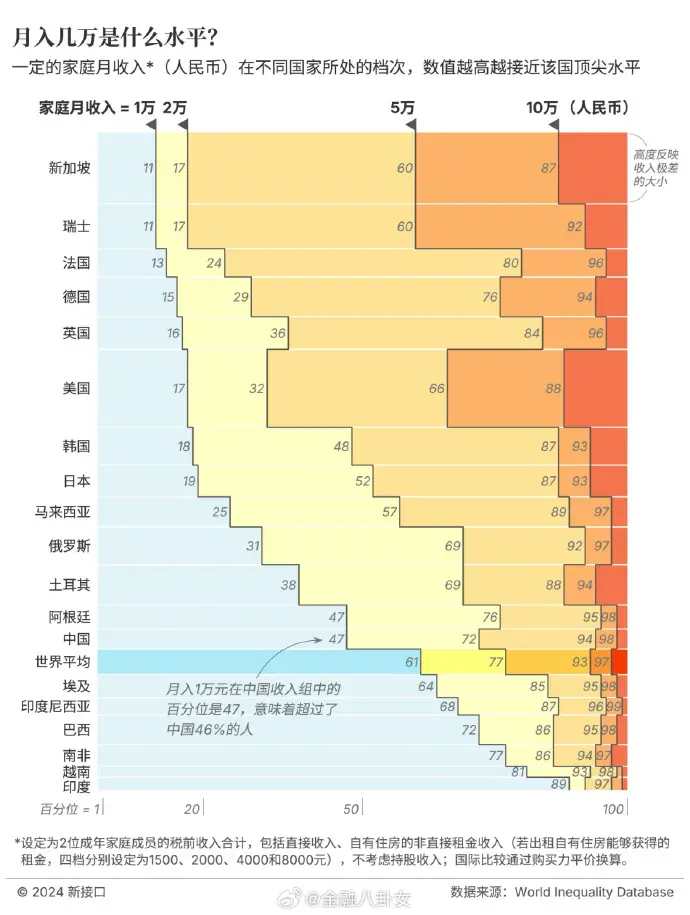 月入几万是什么水平？
一定的家庭月收入*（人民币）在不同国家所处的档次，数值越高越接近该国顶尖水平
家庭月收入 = 1万 2万 5万 10万 （人民币）
新加坡 11 17 60 87
高度反映
收入极差
的大小
瑞士 11 17 60 92
法国 13 24 80 96
德国 15 29 76 94
英国 16 36 84 96
美国 17 32 66 88
韩国 18 48 87 93
日本 19 52 87 93
马来西亚 25 57 89 97
俄罗斯 31 69 92 97
土耳其 38 69 88 94
阿根廷 47 76 95 98
中国 47 72 94 98
世界平均 61 77 93 97
埃及 64 85 95 98
月入1万元在中国收入组中的
百分位是47，意味着超过了
中国46%的人
印度尼西亚 68 87 96 99
巴西 72 86 95 98
南非 77 86 94 97
越南 81 93 98
印度 89 97
百分位 = 1 20 50 100
*设定为2位成年家庭成员的税前收入合计，包括直接收入、自有住房的非直接租金收入（若出租自有住房能够获得的
租金，四档分别设定为1500、2000、4000和8000元），不考虑持股收入；国际比较通过购买力平价换算。
© 2024 新接口
@金融八卦女
数据来源：World Inequality Database